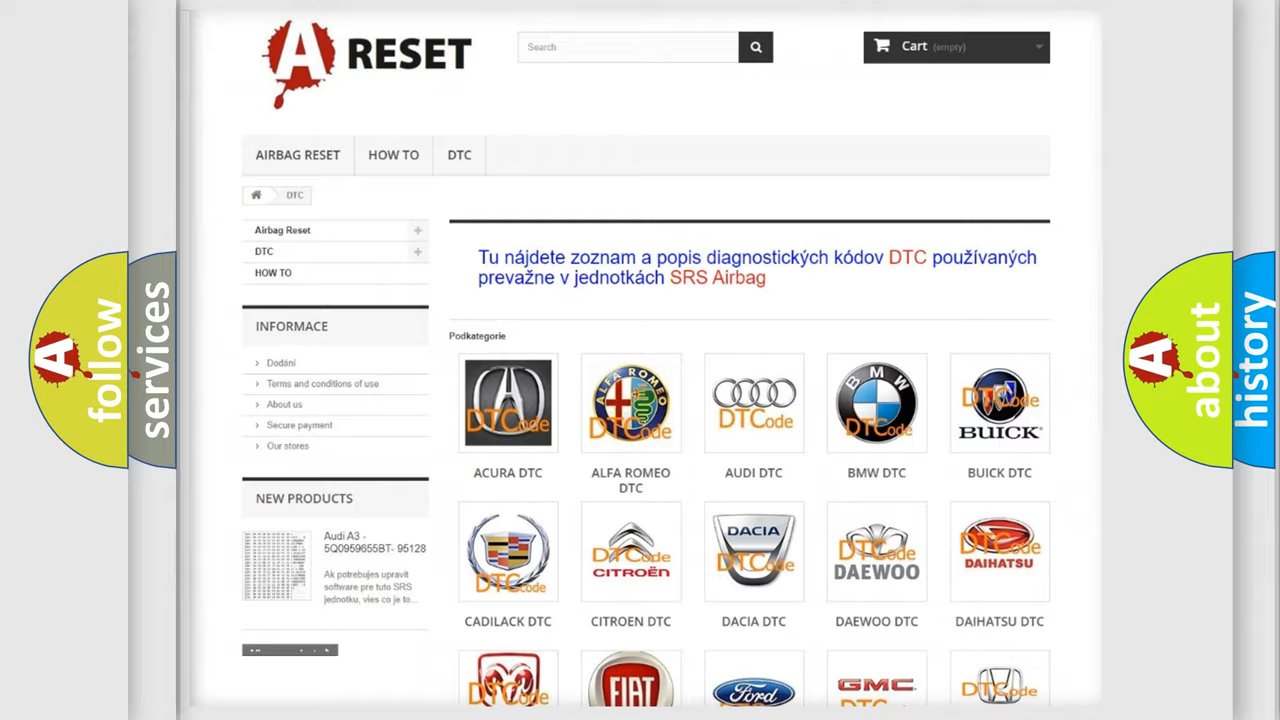 A RESET
Search
Cart (empty)
AIRBAG RESET
HOW TO
DTC
DTC
Airbag Reset
DTC
HOW TO
INFORMACE
Dodání
Terms and conditions of use
About us
Secure payment
Our stores
NEW PRODUCTS
Audi A3 -
5Q0959655BT- 95128
Ak potrebujes upravit
software pre tuto SRS
jednotku, vies co je to...
Tu nájdete zoznam a popis diagnostických kódov DTC používaných
prevažne v jednotkách SRS Airbag
Podkategorie
DTCode
ALFA ROMEO
DTCode
DTCode
BMW
DTCode
DTCode
BUICK
ACURA DTC
ALFA ROMEO
DTC
AUDI DTC
BMW DTC
BUICK DTC
DTCode
DTCode
CITROËN
DACIA
DTCode
DTCode
DAEWOO
DTCode
DAIHATSU
CADILACK DTC
CITROEN DTC
DACIA DTC
DAEWOO DTC
DAIHATSU DTC
DTCode
FIAT
Ford
GMC
DTCode
A follow
services
A about
history